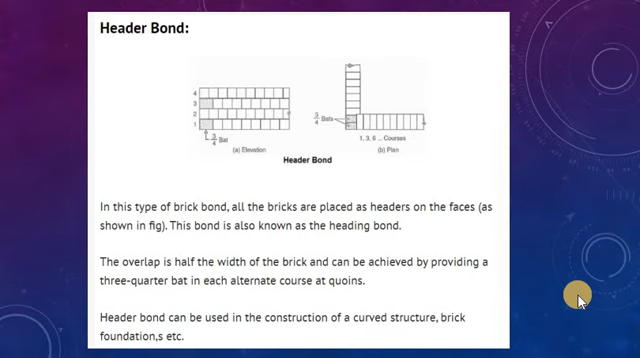 Header Bond:
4
3
2
1
3/4 Bat
(a) Elevation
3/4 Bats
1, 3, 6 ... Courses
(b) Plan
Header Bond
In this type of brick bond, all the bricks are placed as headers on the faces (as
shown in fig). This bond is also known as the heading bond.
The overlap is half the width of the brick and can be achieved by providing a
three-quarter bat in each alternate course at quoins.
Header bond can be used in the construction of a curved structure, brick
foundation,s etc.